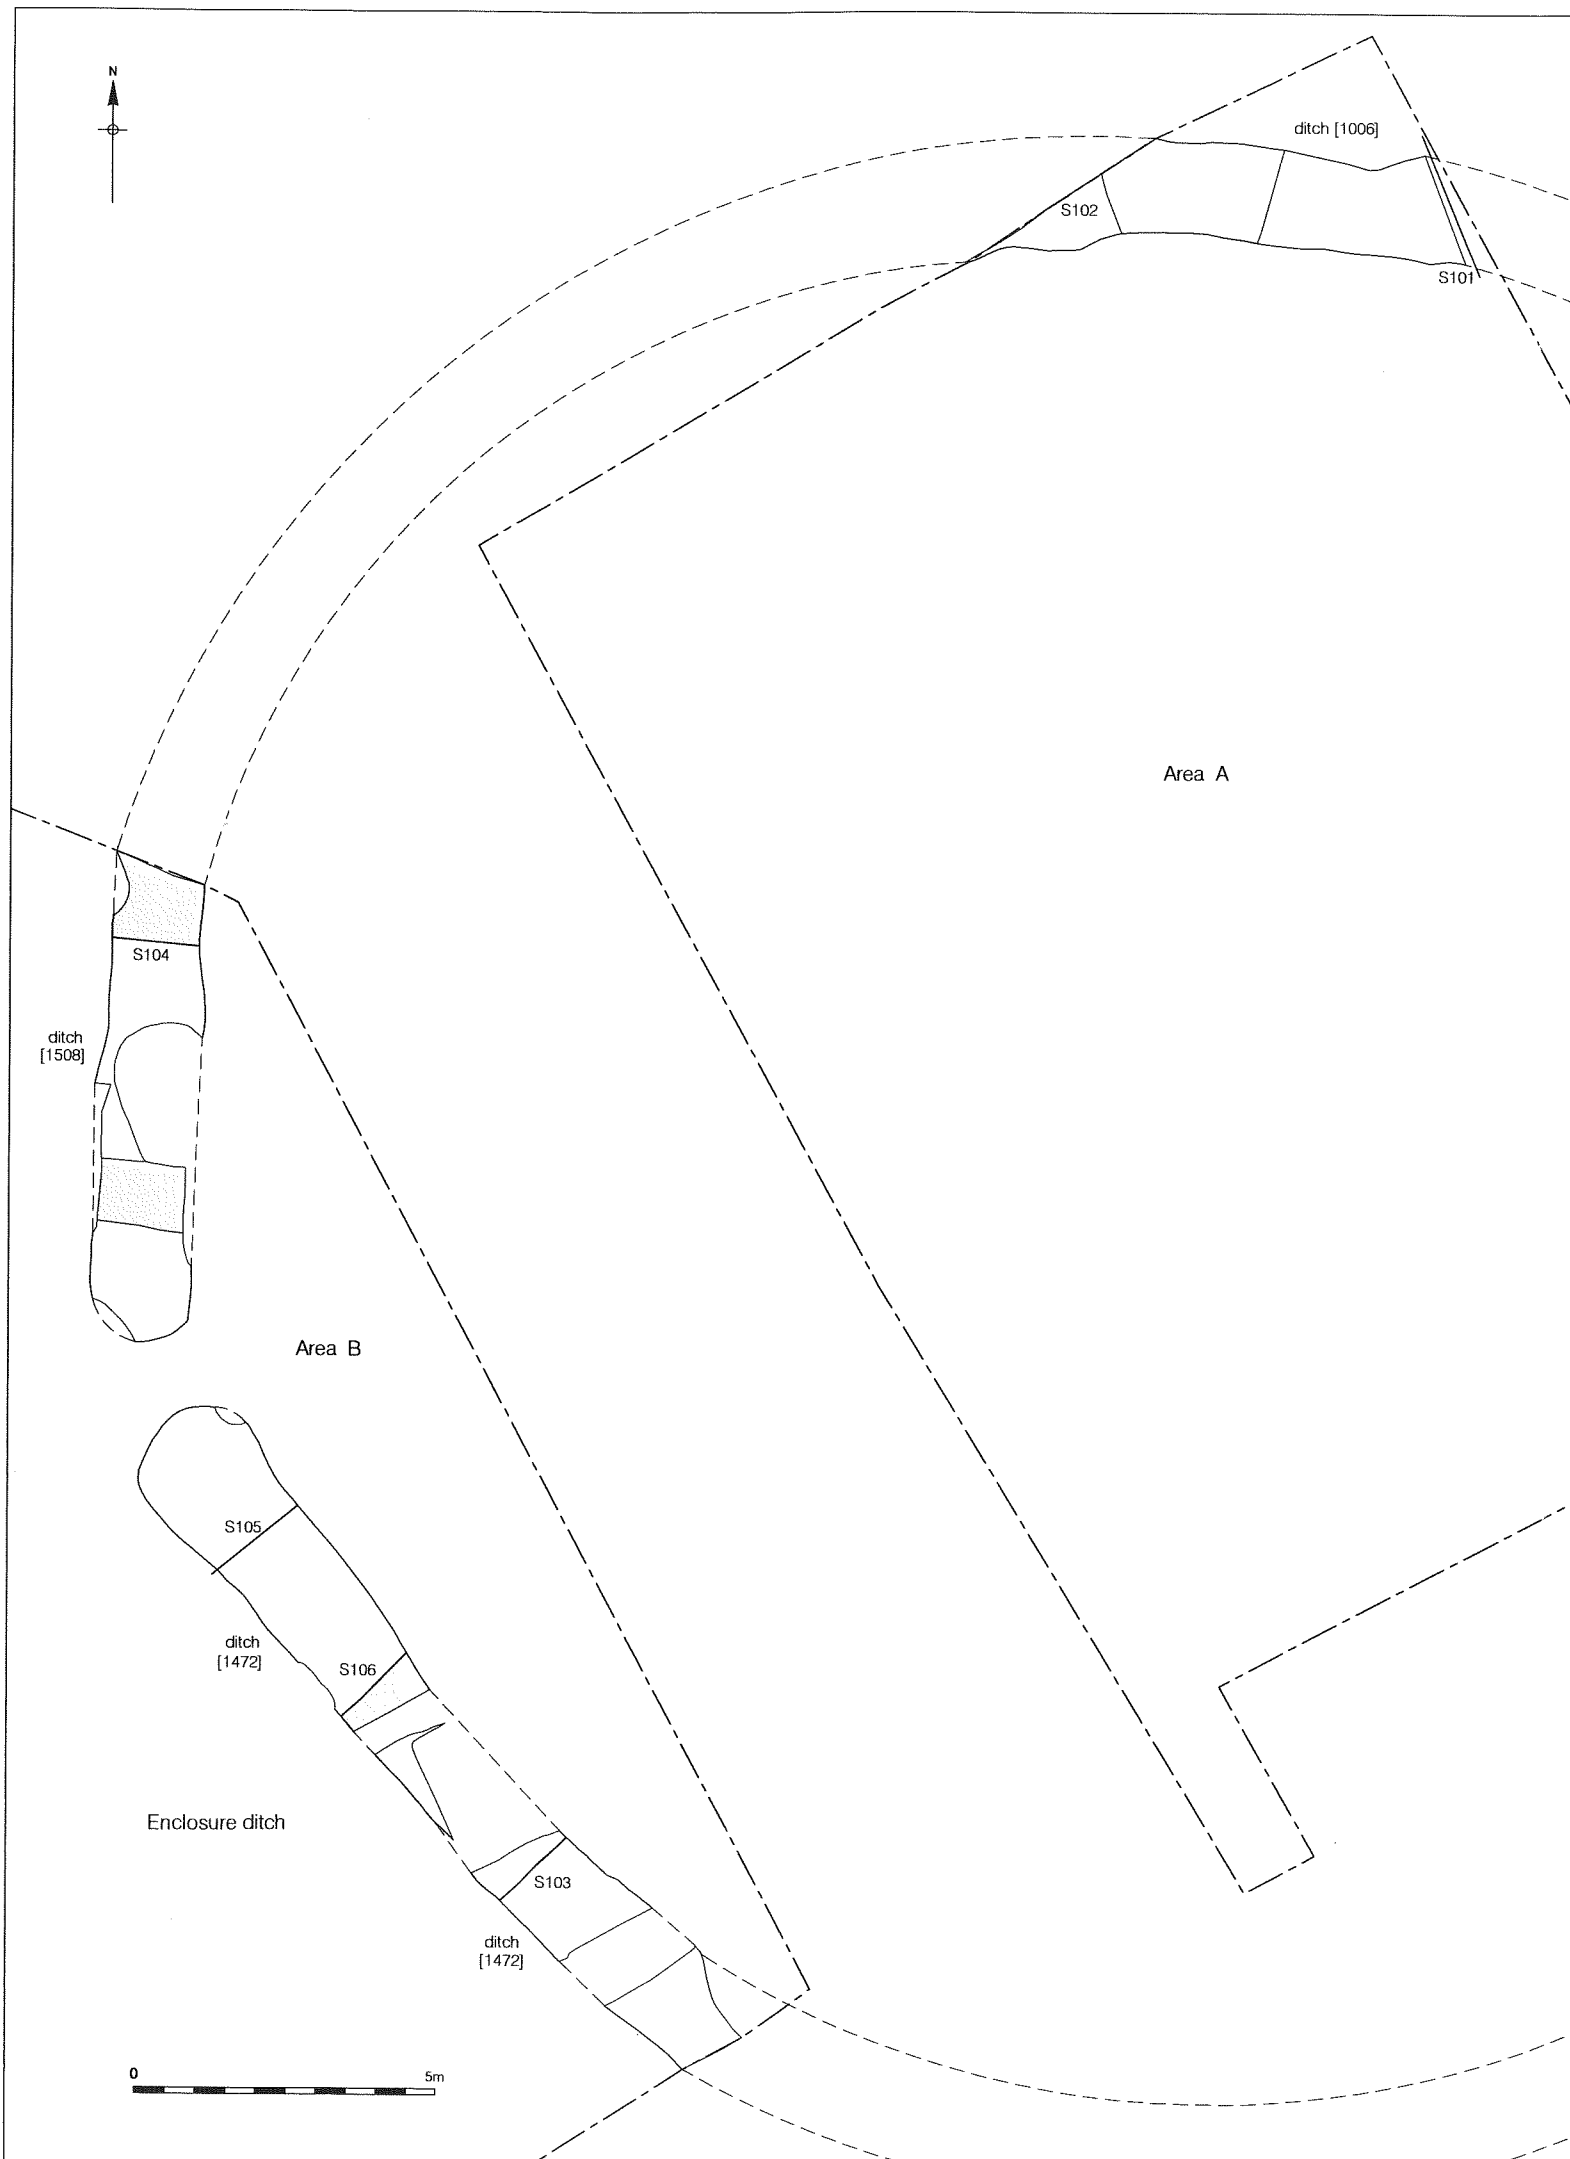 N
ditch [1006]
S102
S101
Area A
S104
ditch
[1508]
Area B
S105
ditch
[1472]
S106
Enclosure ditch
S103
ditch
[1472]
0
5m